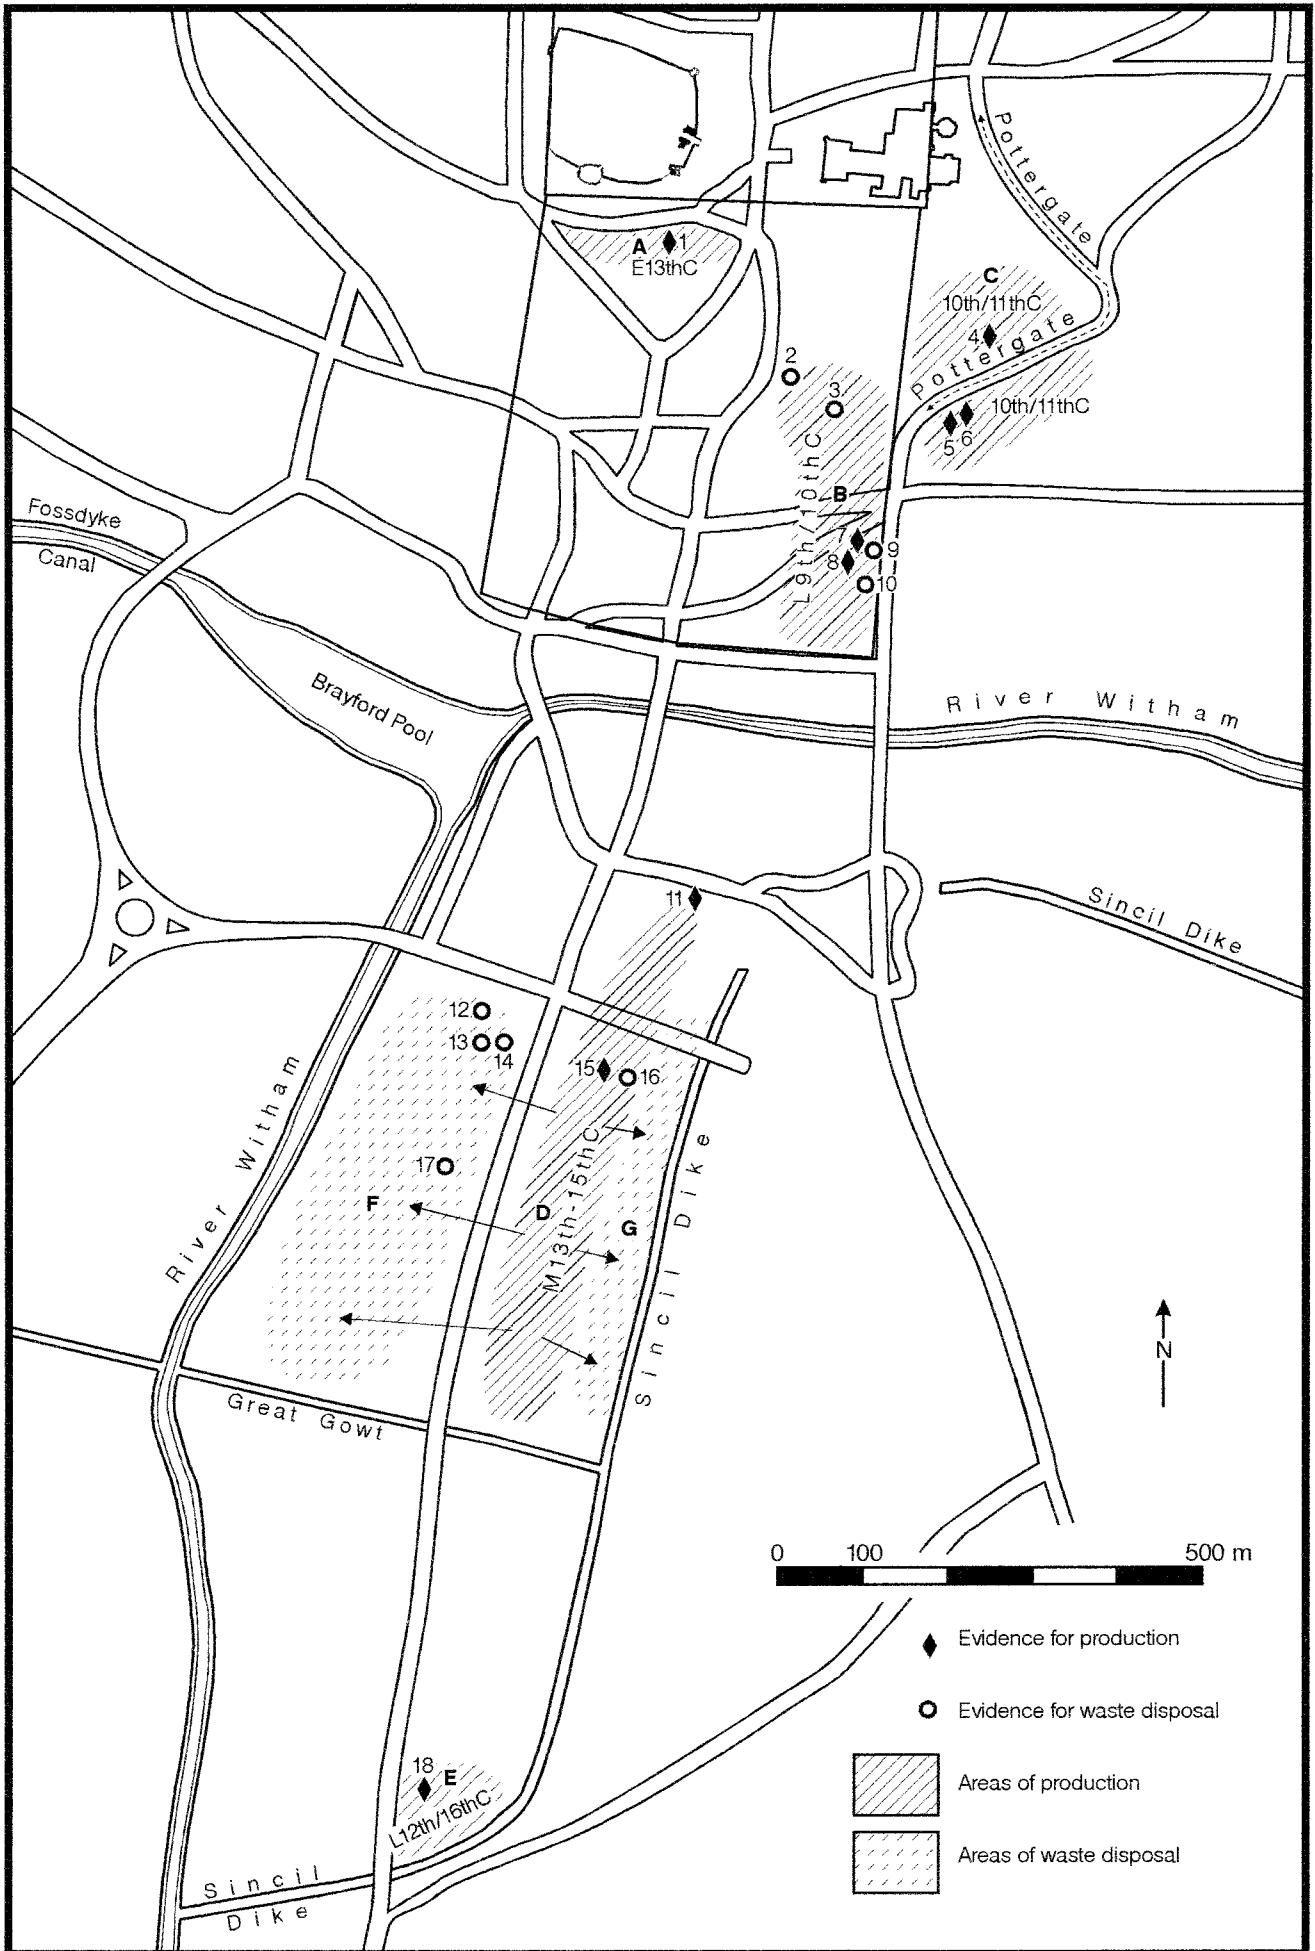 Pottergate
A
1
E13thC
C
10th/11thC
4
Pottergate
2
3
10th/11thC
5
6
L9th/10thC
B
Fossdyke
Canal
9
8
10
Brayford Pool
River Witham
11
Sincil Dike
12
13
14
15
16
River Witham
17
M13th-15thC
F
D
G
Sincil Dike
N
Great Gowt
0
100
500 m
Evidence for production
Evidence for waste disposal
18
E
L12th/16thC
Areas of production
Areas of waste disposal
Sincil
Dike